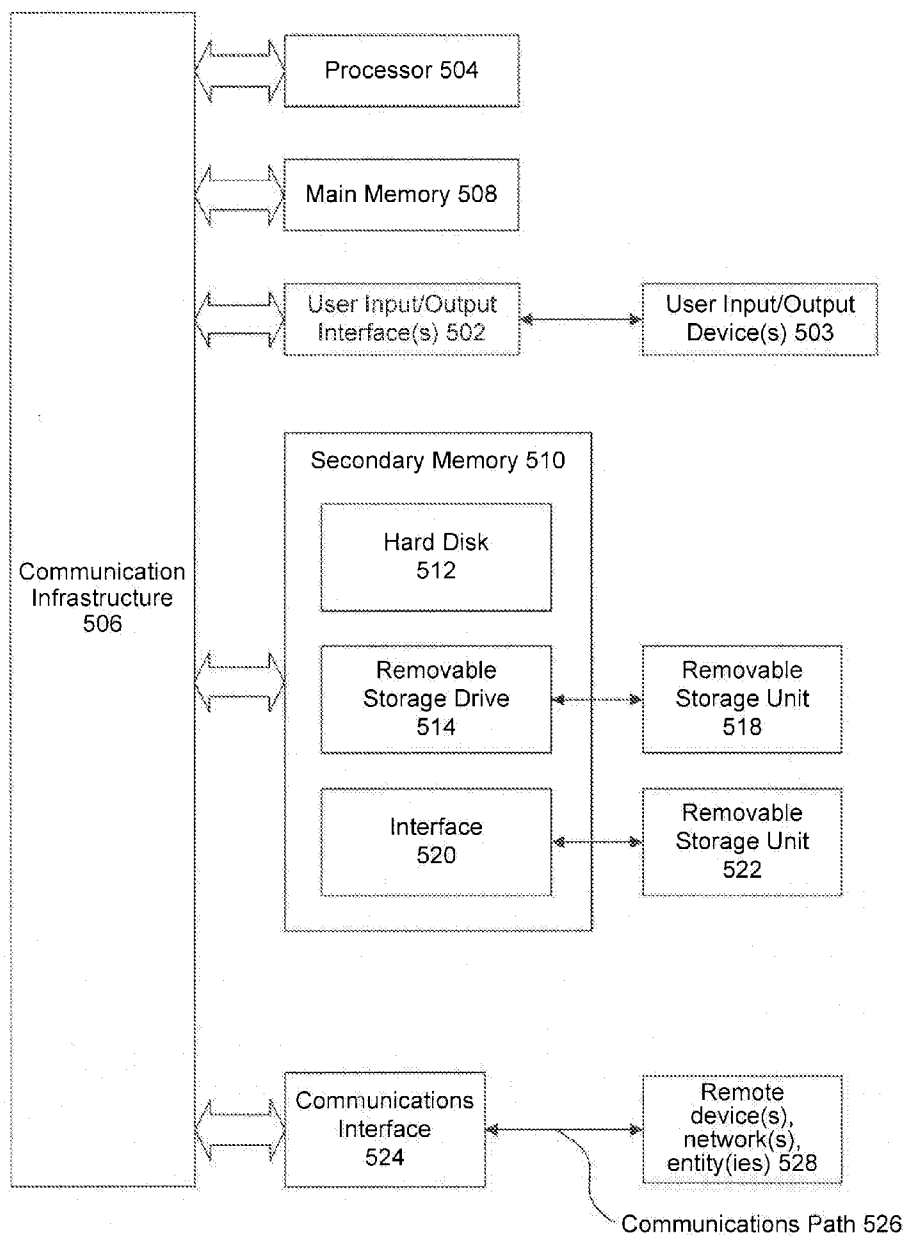 Processor 504
Main Memory 508
User Input/Output
Interface(s) 502
User Input/Output
Device(s) 503
Secondary Memory 510
Hard Disk
512
Communication
Infrastructure
506
Removable
Storage Drive
514
Removable
Storage Unit
518
Interface
520
Removable
Storage Unit
522
Communications
Interface
524
Remote
device(s),
network(s),
entity(ies) 528
Communications Path 526